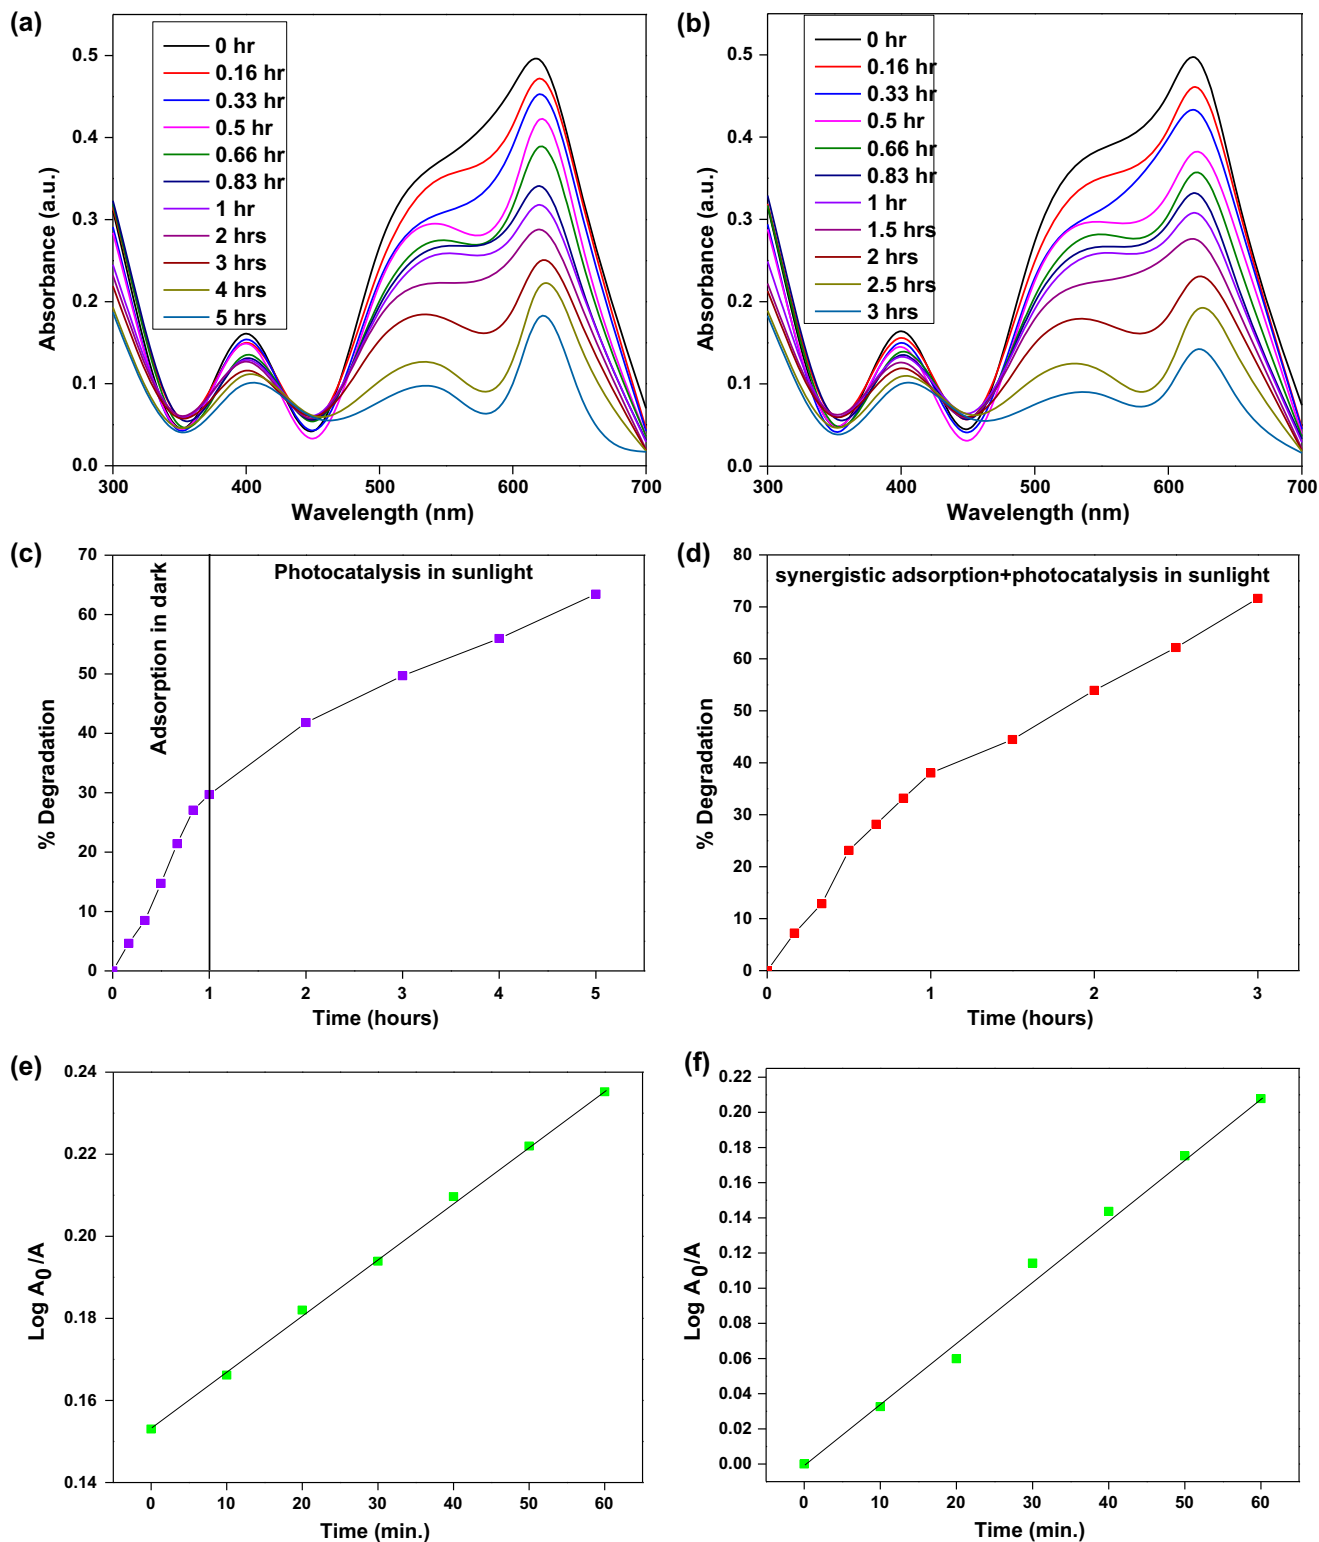 (a)
0 hr
0.16 hr
0.33 hr
0.5 hr
0.66 hr
0.83 hr
1 hr
2 hrs
3 hrs
4 hrs
5 hrs
0.5
0.4
0.3
0.2
0.1
0.0
Absorbance (a.u.)
300
400
500
600
700
Wavelength (nm)
(b)
0 hr
0.16 hr
0.33 hr
0.5 hr
0.66 hr
0.83 hr
1 hr
1.5 hrs
2 hrs
2.5 hrs
3 hrs
0.5
0.4
0.3
0.2
0.1
0.0
Absorbance (a.u.)
300
400
500
600
700
Wavelength (nm)
(c)
Adsorption in dark
Photocatalysis in sunlight
70
60
50
40
30
20
10
0
% Degradation
0
1
2
3
4
5
Time (hours)
(d)
synergistic adsorption+photocatalysis in sunlight
80
70
60
50
40
30
20
10
0
% Degradation
0
1
2
3
Time (hours)
(e)
0.24
0.22
0.20
0.18
0.16
0.14
Log A0/A
0
10
20
30
40
50
60
Time (min.)
(f)
0.22
0.20
0.18
0.16
0.14
0.12
0.10
0.08
0.06
0.04
0.02
0.00
Log A0/A
0
10
20
30
40
50
60
Time (min.)